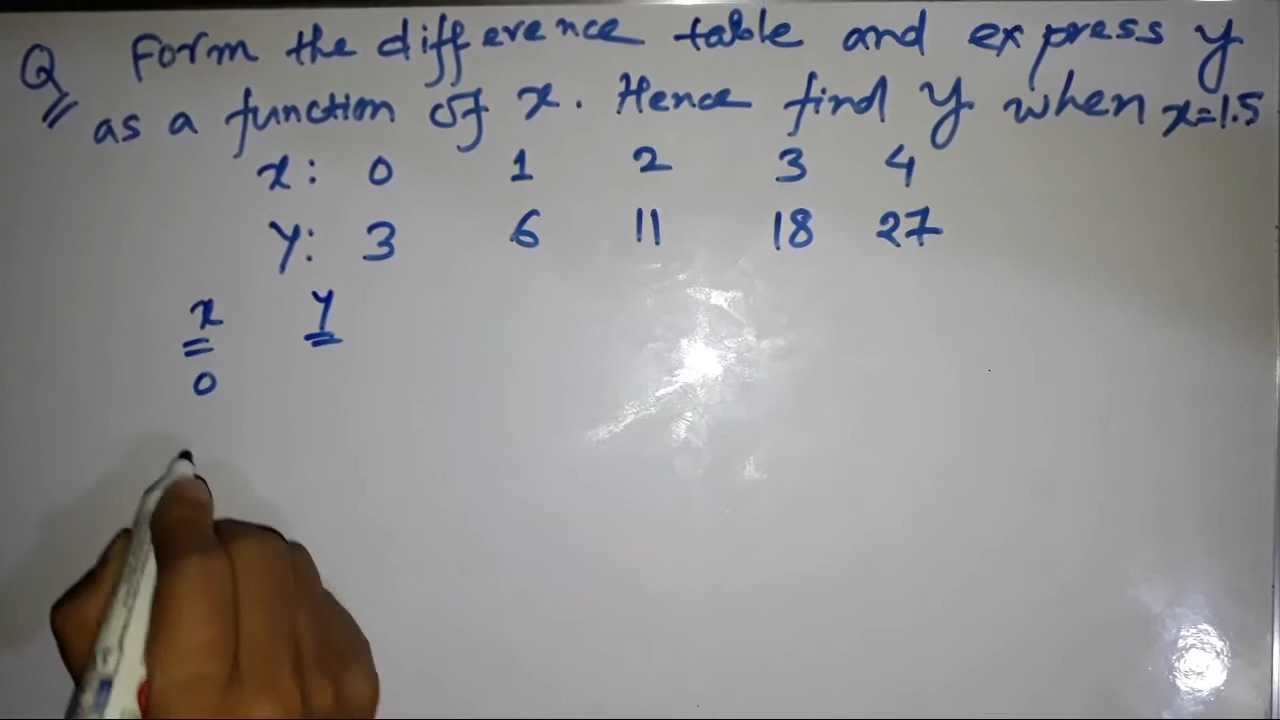 Q Form the difference table and express y
as a function of x. Hence find y when x=1.5
x: 0 1 2 3 4
y: 3 6 11 18 27
x y
0